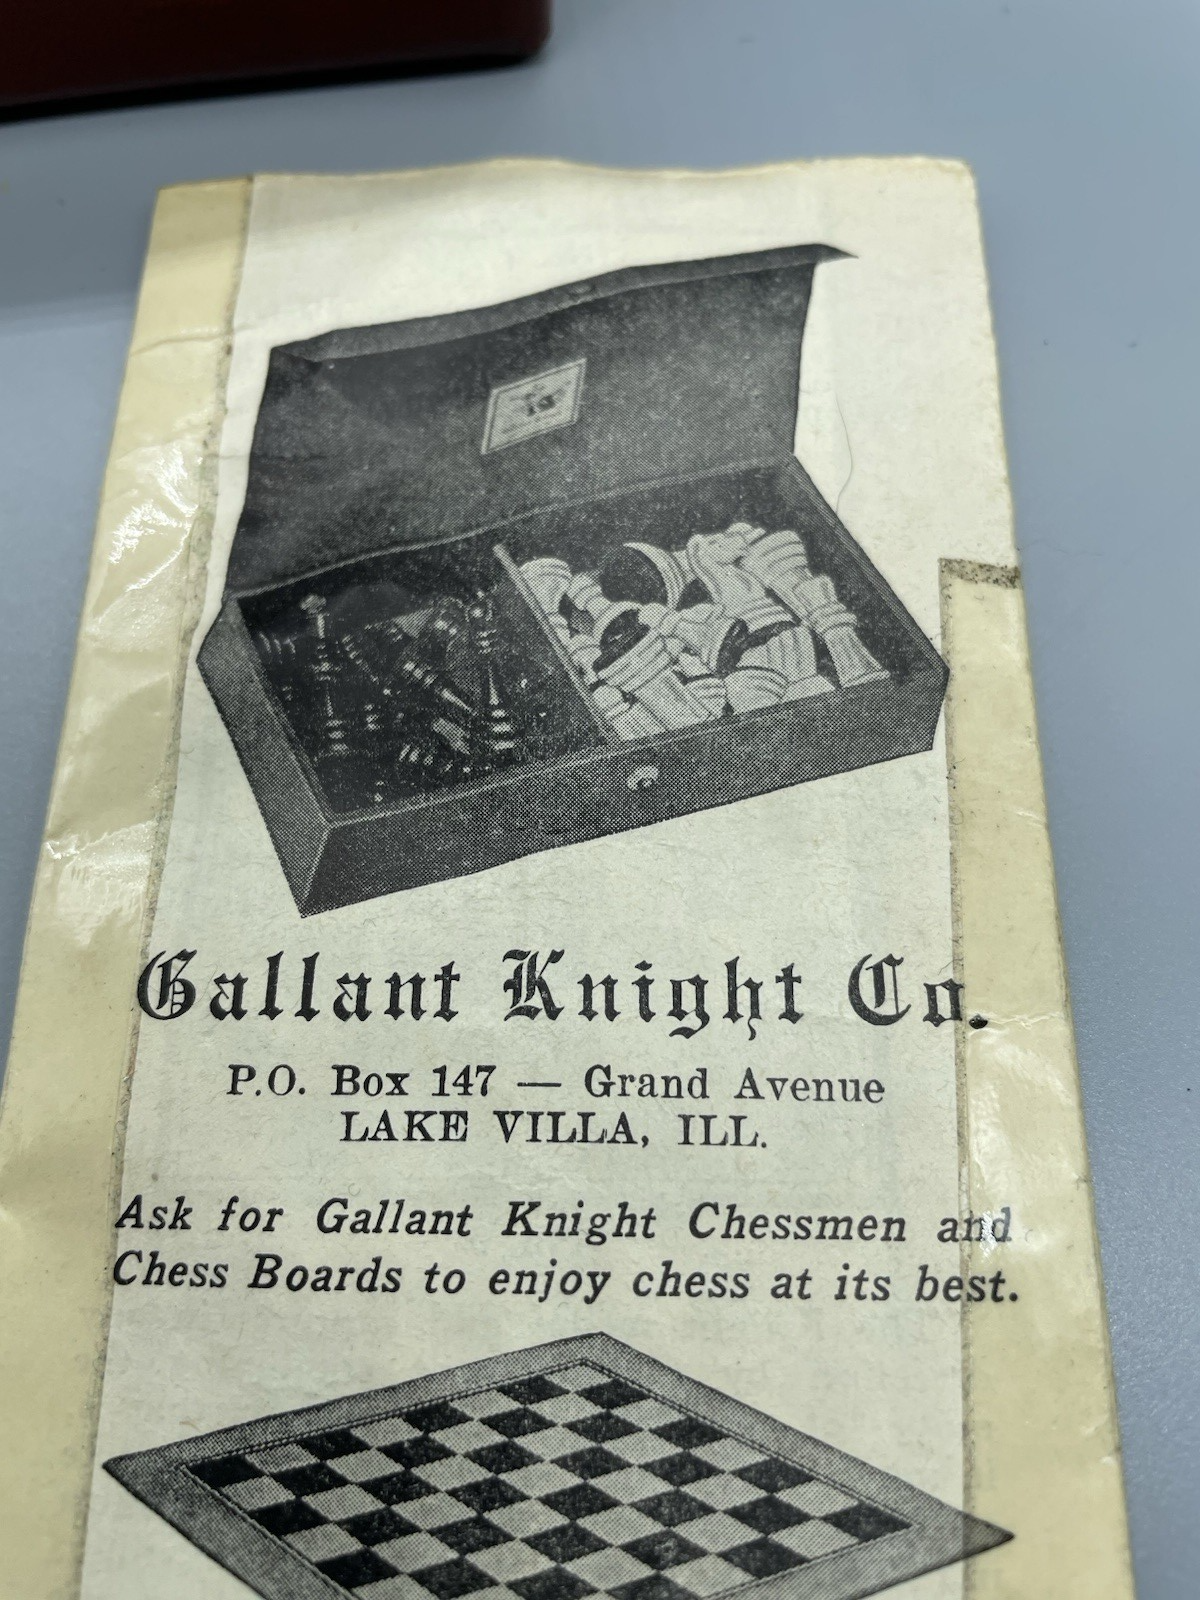 Gallant Knight Co.
P.O. Box 147 — Grand Avenue
LAKE VILLA, ILL.
Ask for Gallant Knight Chessmen and
Chess Boards to enjoy chess at its best.